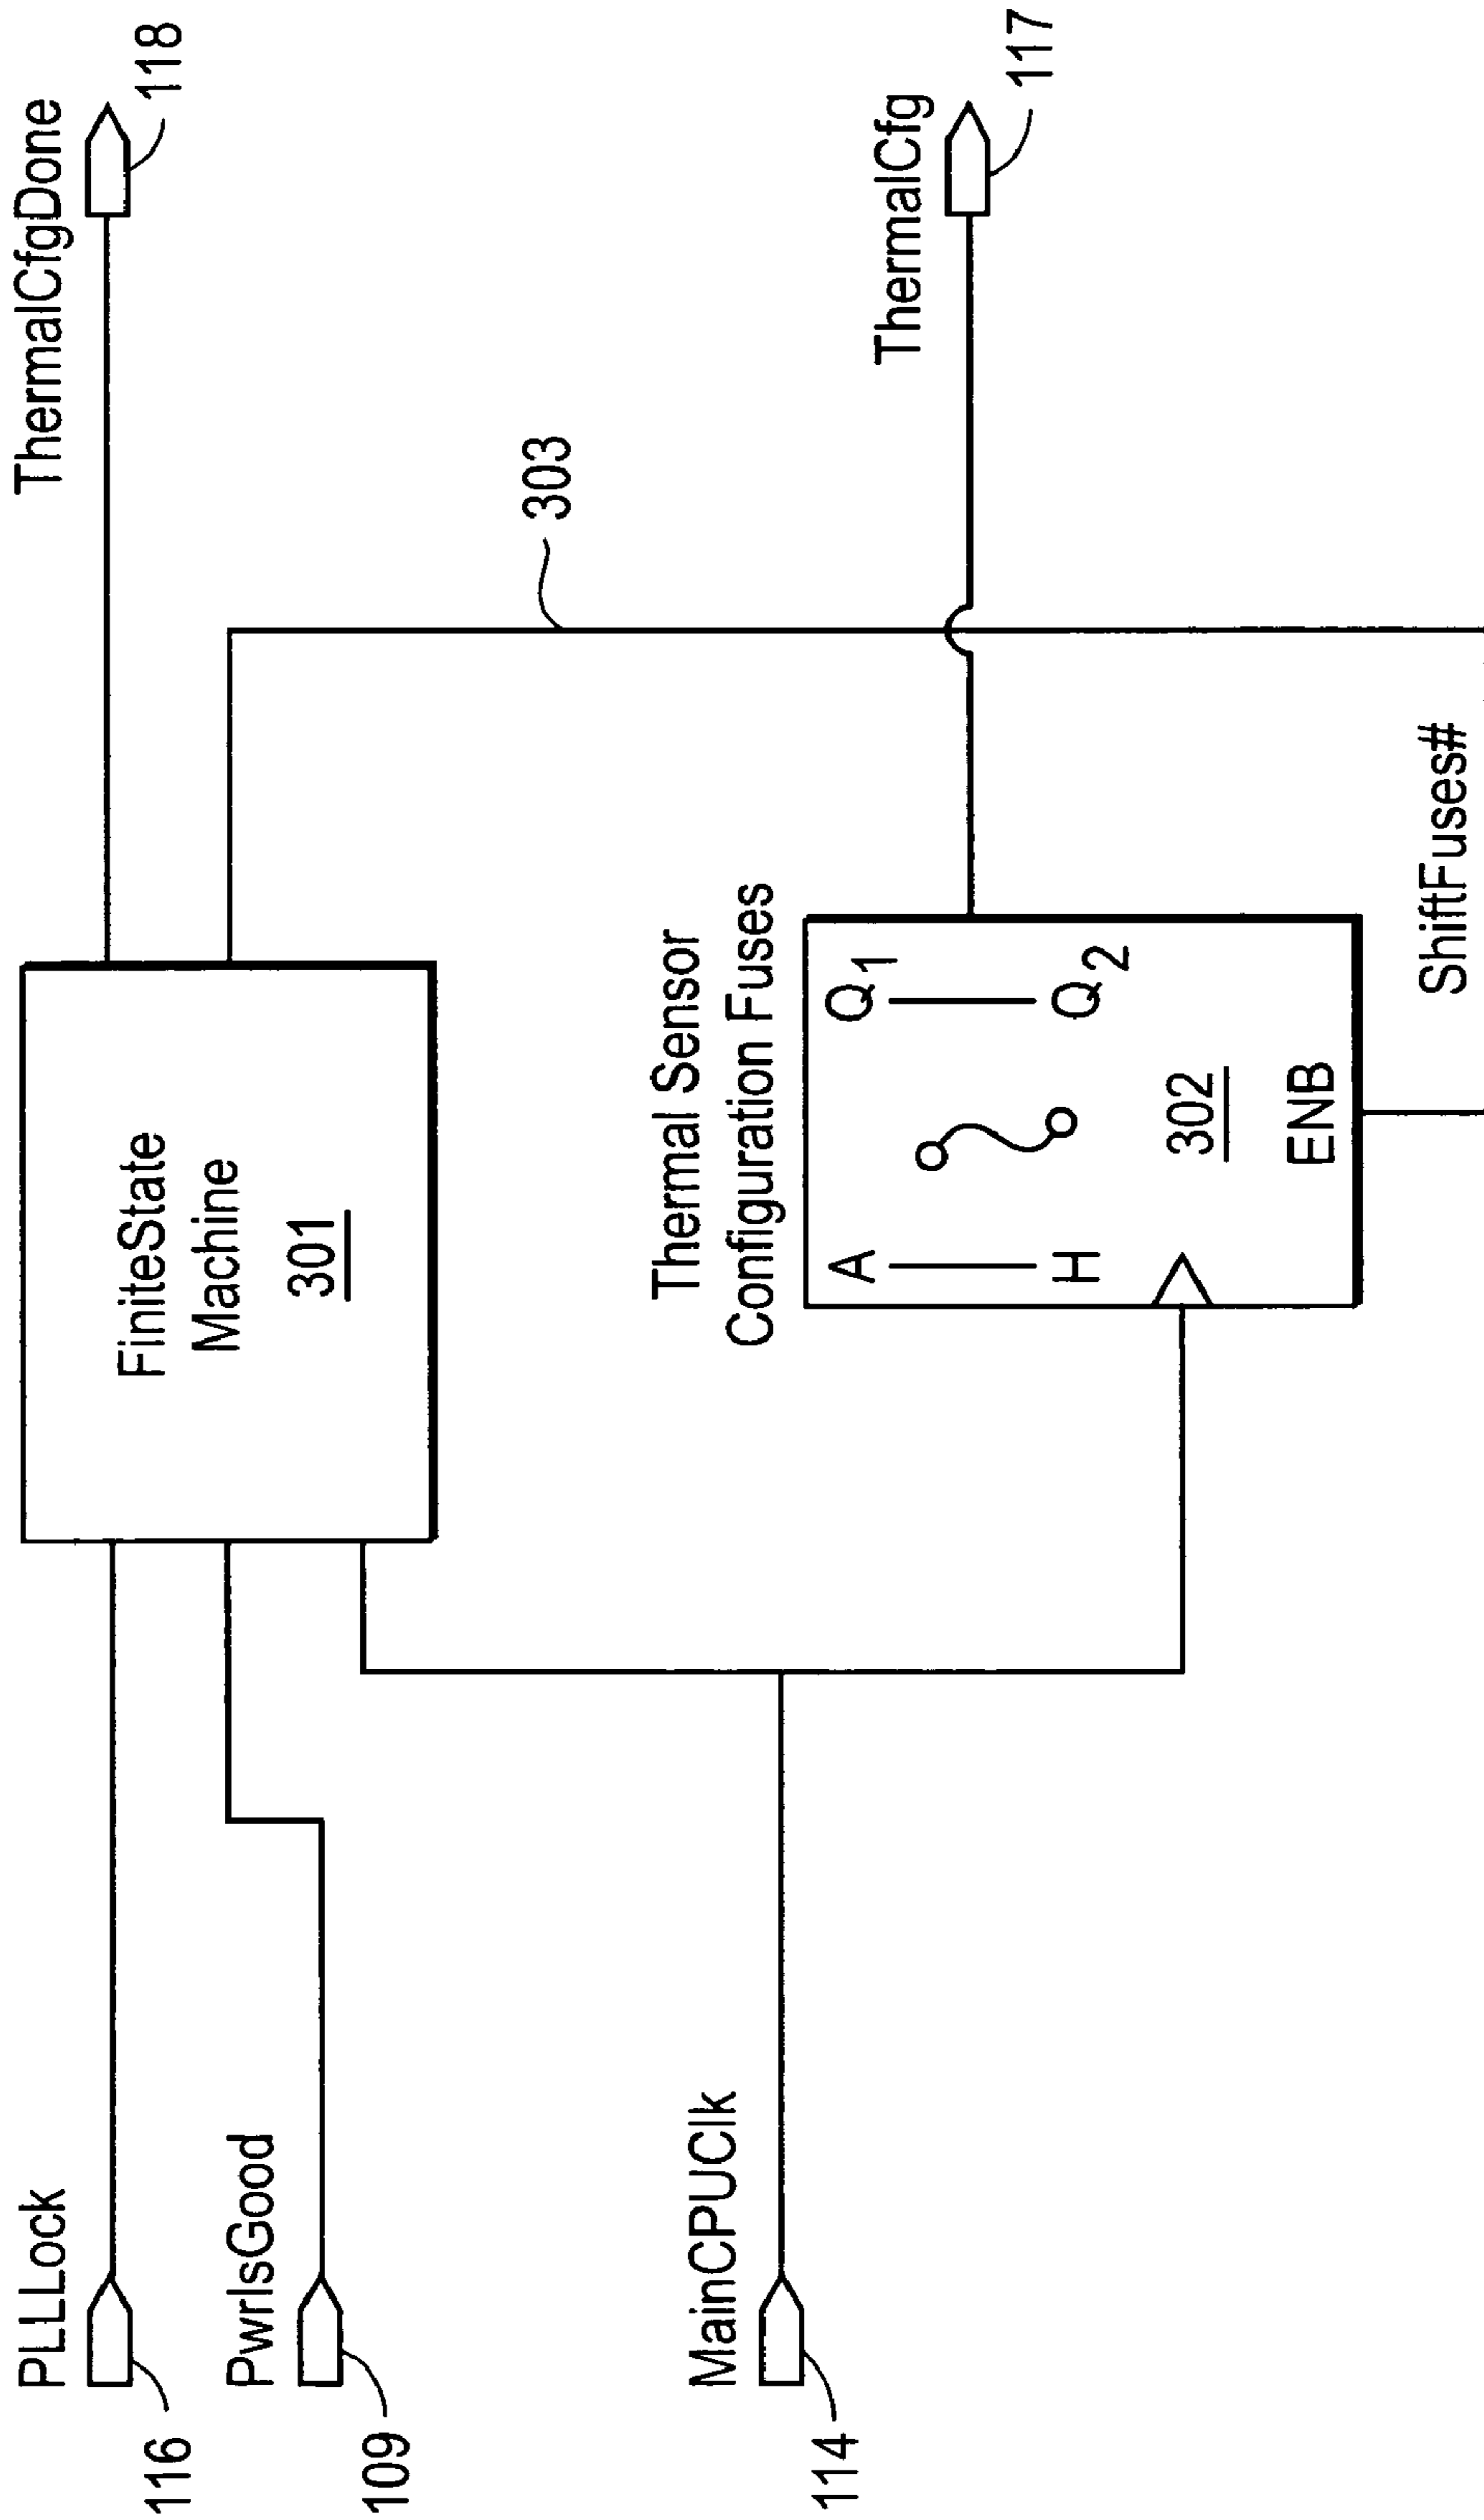 PLLLock
116
PwrIsGood
109
MainCPUClk
114
FiniteState
Machine
301
ThermalCfgDone
118
303
Thermal Sensor
Configuration Fuses
A
H
Q1
Q2
302
ENB
ThermalCfg
117
ShiftFuses#